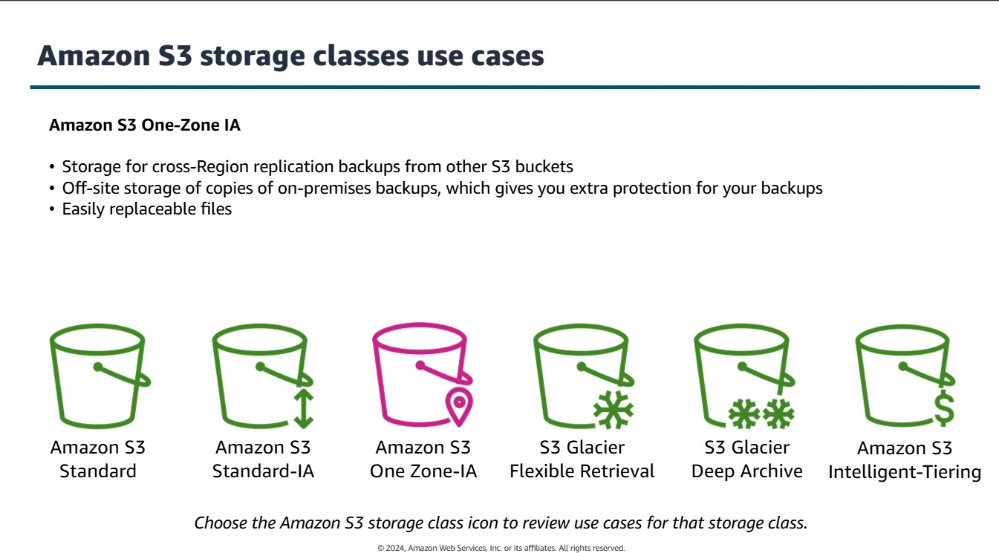 Amazon S3 storage classes use cases
Amazon S3 One-Zone IA
• Storage for cross-Region replication backups from other S3 buckets
• Off-site storage of copies of on-premises backups, which gives you extra protection for your backups
• Easily replaceable files
Amazon S3
Standard
Amazon S3
Standard-IA
Amazon S3
One Zone-IA
S3 Glacier
Flexible Retrieval
S3 Glacier
Deep Archive
Amazon S3
Intelligent-Tiering
Choose the Amazon S3 storage class icon to review use cases for that storage class.
© 2024, Amazon Web Services, Inc. or its affiliates. All rights reserved.